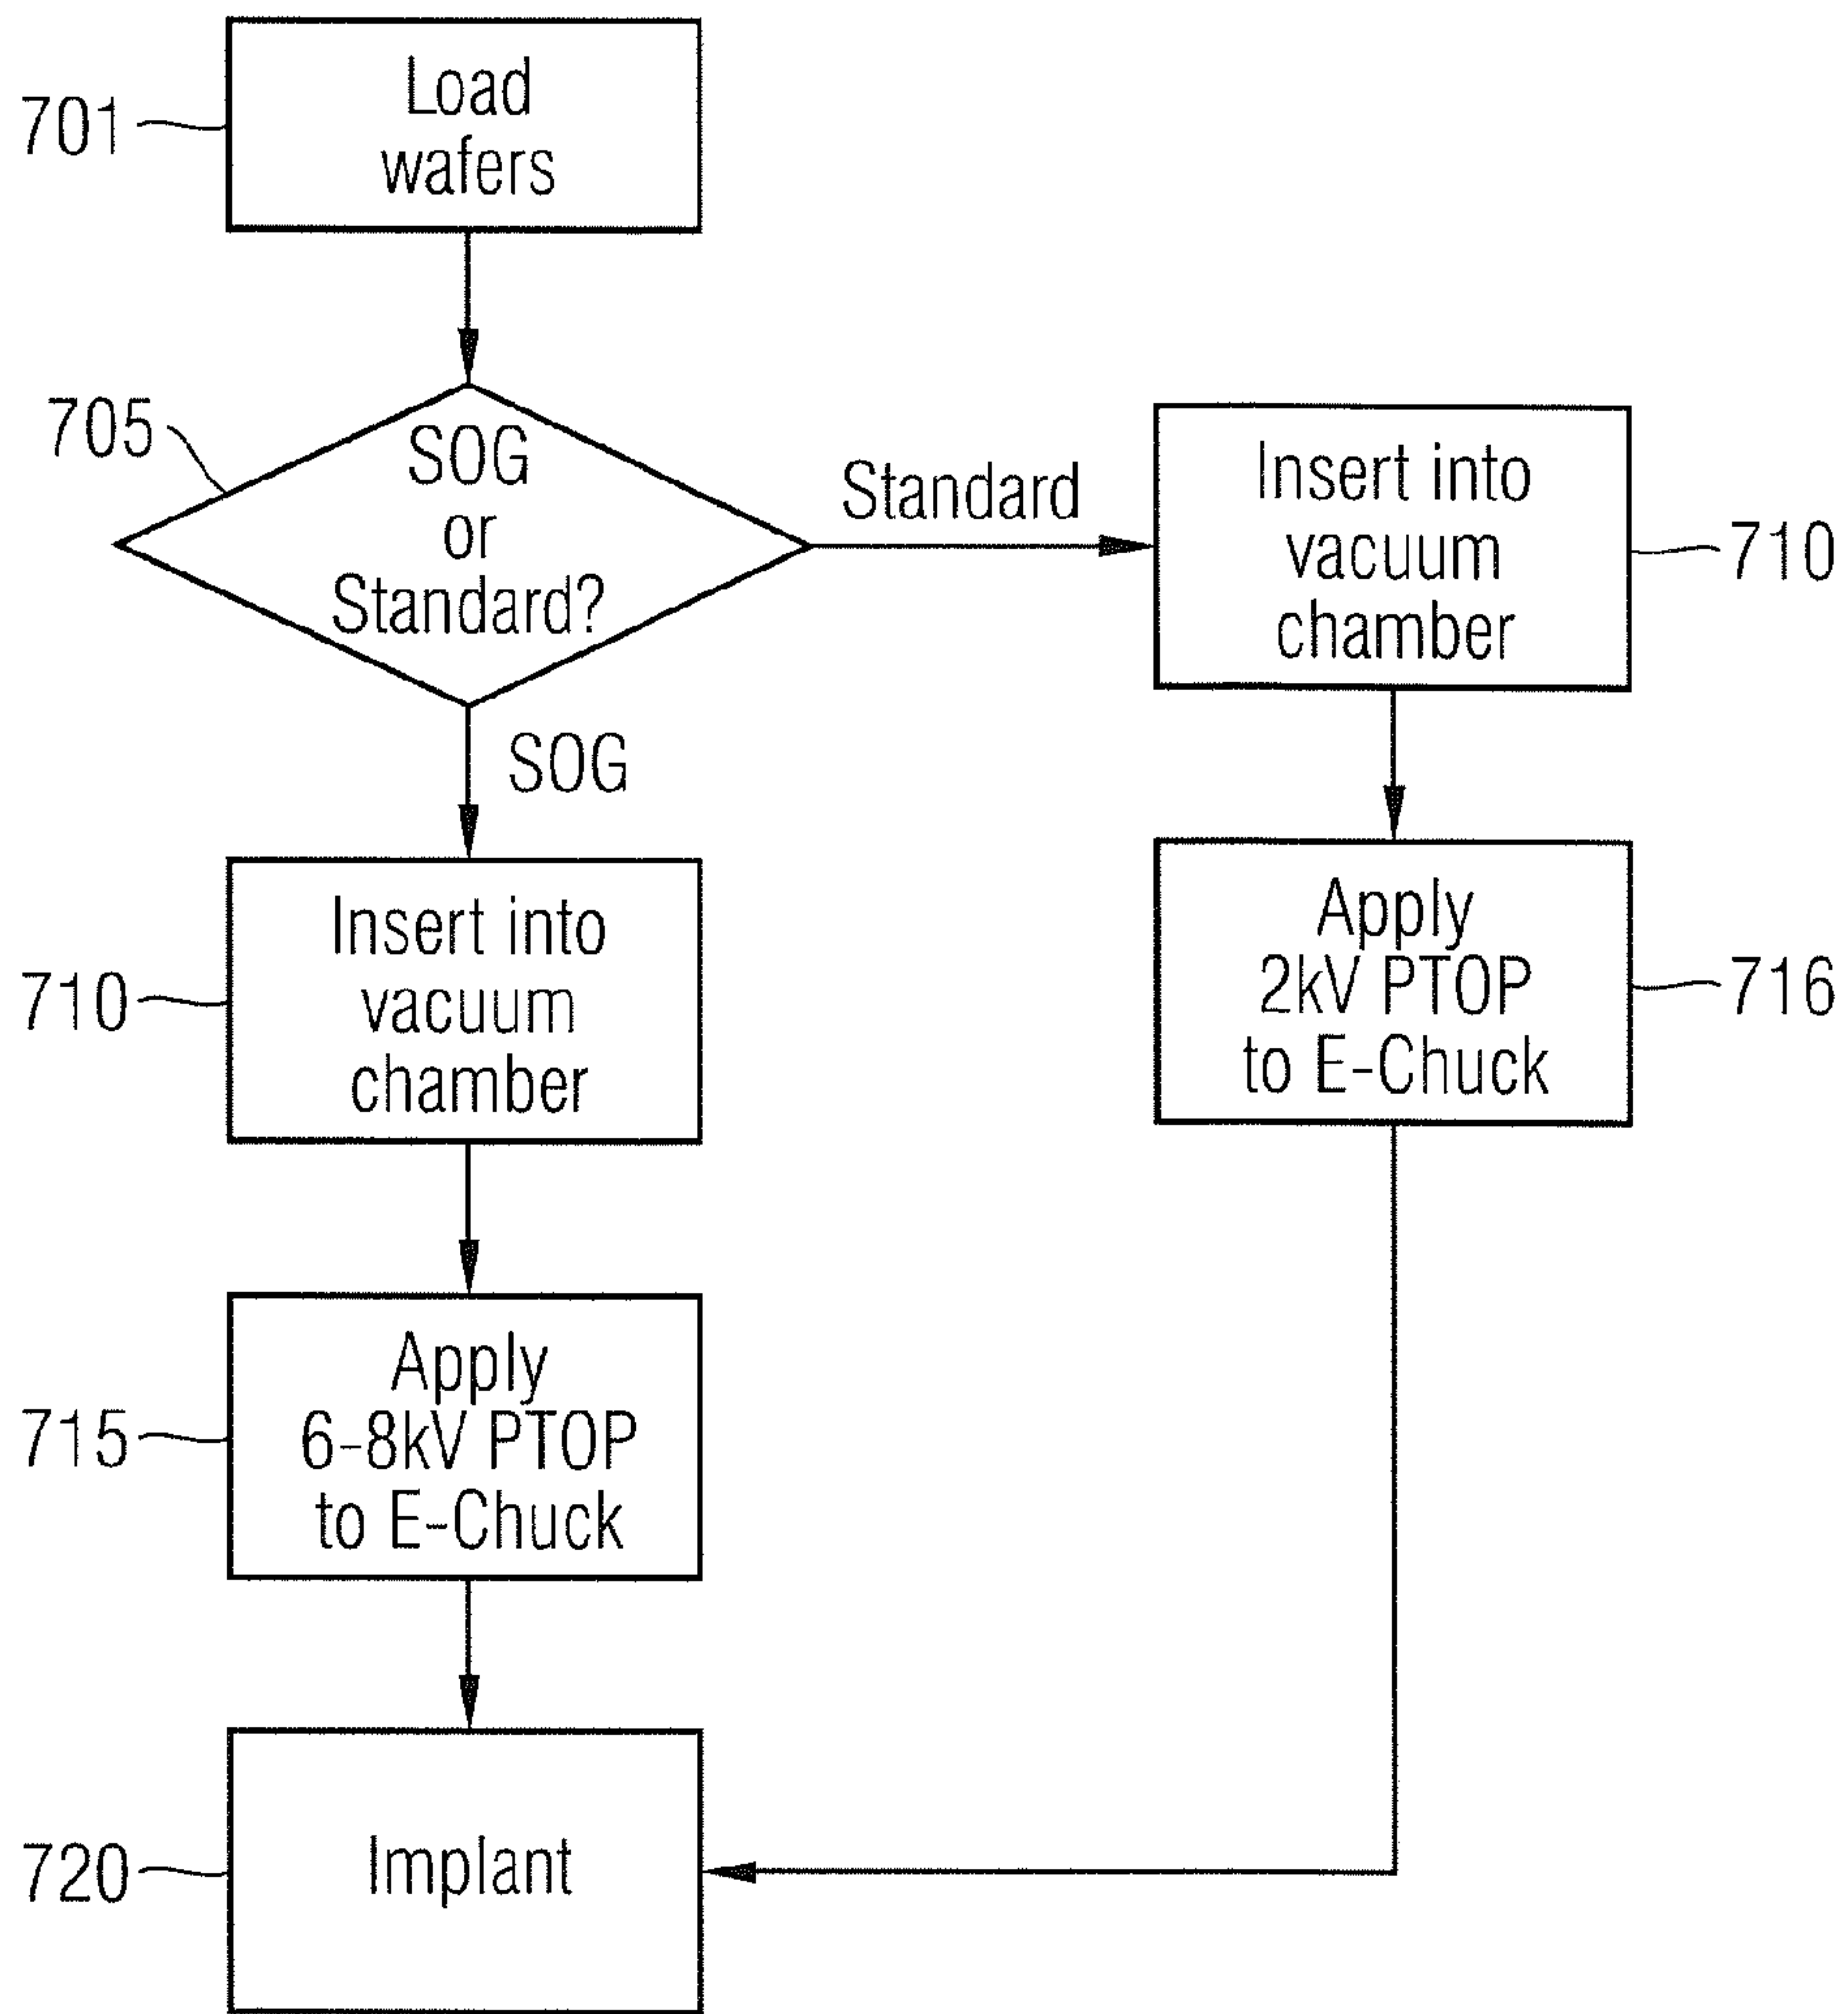 701
Load
wafers
705
SOG
or
Standard?
Standard
Insert into
vacuum
chamber
710
SOG
710
Insert into
vacuum
chamber
Apply
2kV PTOP
to E-Chuck
716
715
Apply
6-8kV PTOP
to E-Chuck
720
Implant